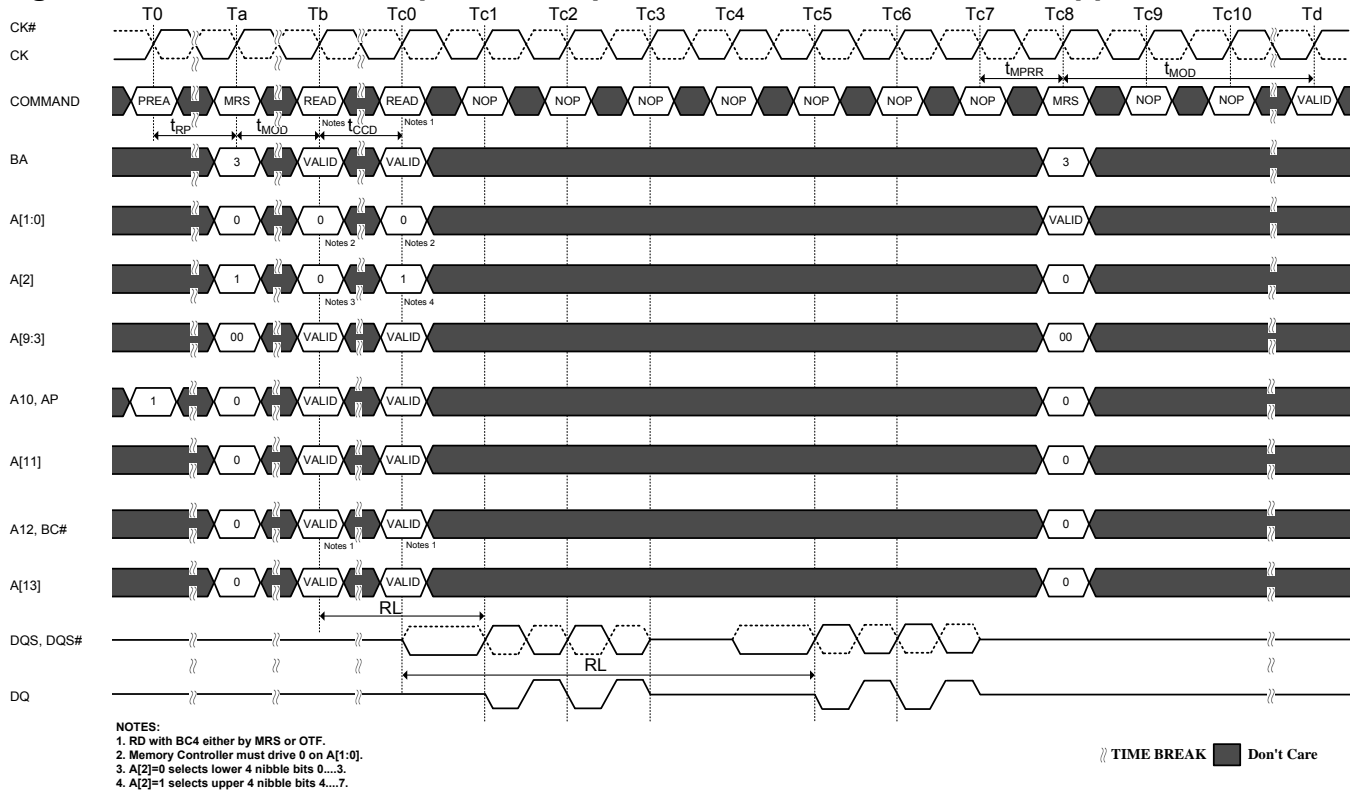 T0 Ta Tb Tc0 Tc1 Tc2 Tc3 Tc4 Tc5 Tc6 Tc7 Tc8 Tc9 Tc10 Td
CK#
CK
tMPRR tMOD
COMMAND PREA MRS READ READ NOP NOP NOP NOP NOP NOP NOP MRS NOP NOP VALID
Notes 1 Notes 1
tRP tMOD tCCD
BA 3 VALID VALID 3
A[1:0] 0 0 0 VALID
Notes 2 Notes 2
A[2] 1 0 1 0
Notes 3 Notes 4
A[9:3] 00 VALID VALID 00
A10, AP 1 0 VALID VALID 0
A[11] 0 VALID VALID 0
A12, BC# 0 VALID VALID 0
Notes 1 Notes 1
A[13] 0 VALID VALID 0
RL
DQS, DQS#
RL
DQ
NOTES:
1. RD with BC4 either by MRS or OTF.
2. Memory Controller must drive 0 on A[1:0].
3. A[2]=0 selects lower 4 nibble bits 0....3.
4. A[2]=1 selects upper 4 nibble bits 4....7.
TIME BREAK Don't Care